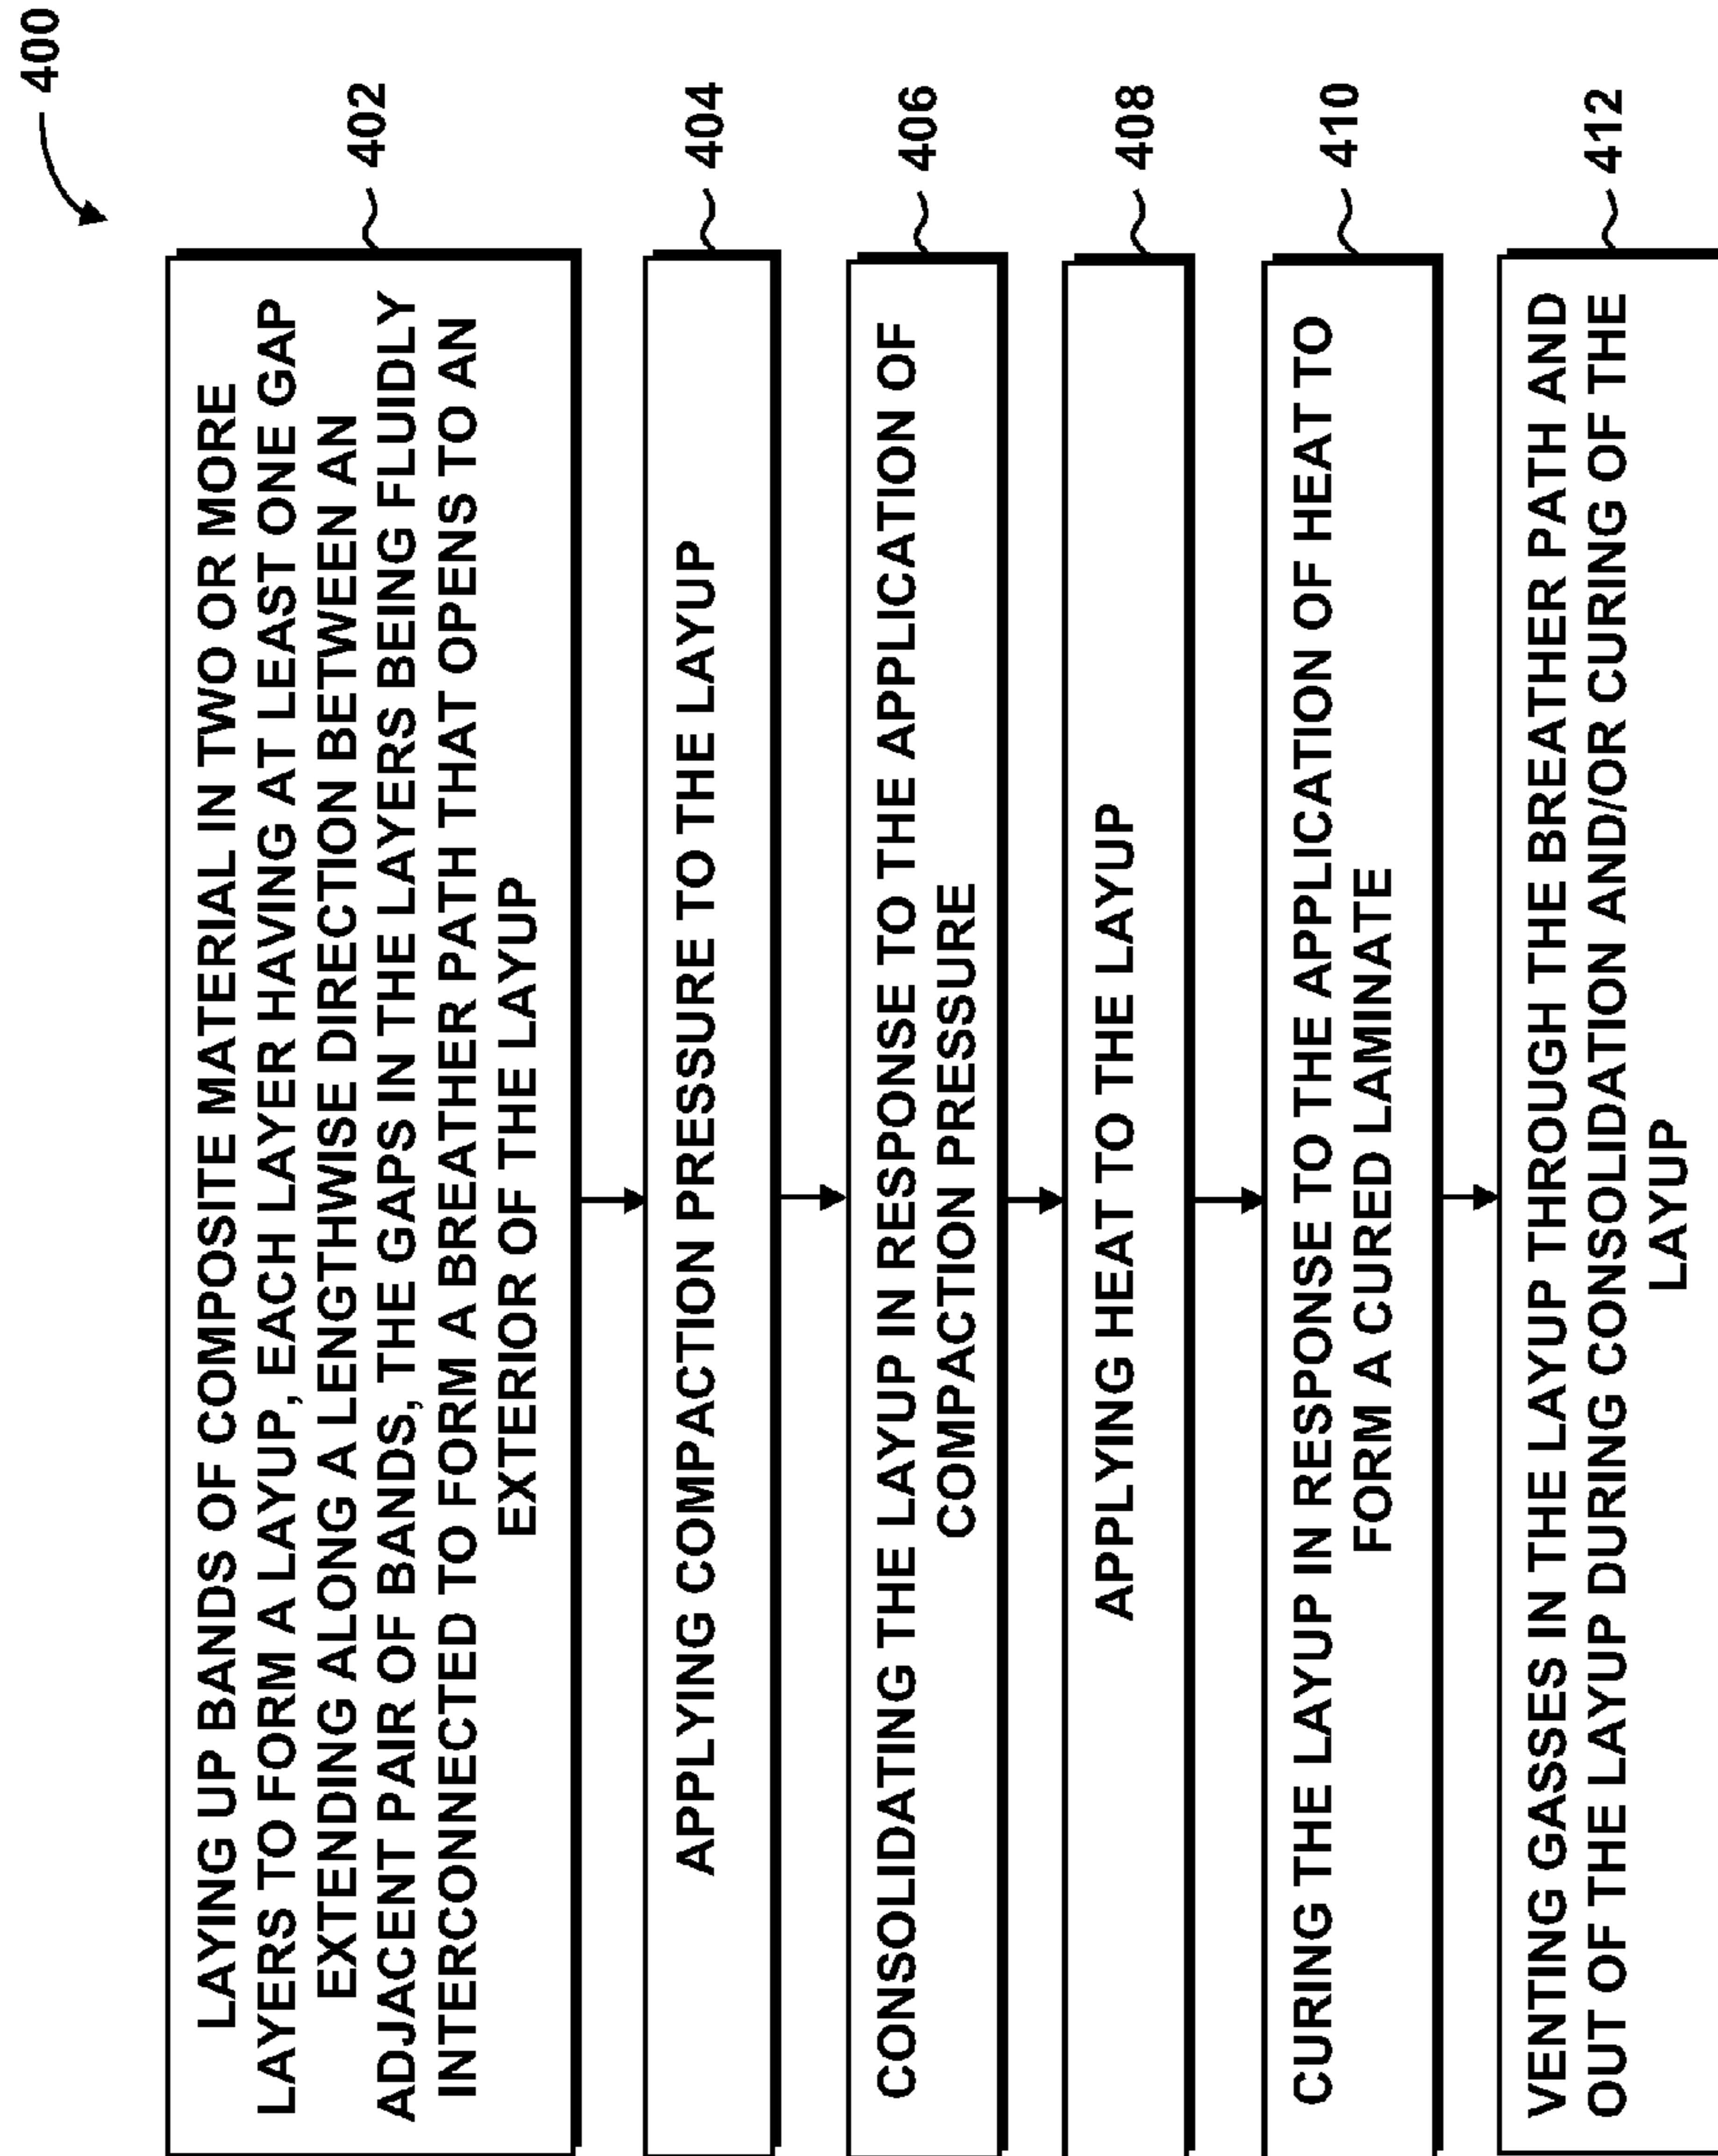 400
LAYING UP BANDS OF COMPOSITE MATERIAL IN TWO OR MORE
LAYERS TO FORM A LAYUP, EACH LAYER HAVING AT LEAST ONE GAP
EXTENDING ALONG A LENGTHWISE DIRECTION BETWEEN AN
ADJACENT PAIR OF BANDS, THE GAPS IN THE LAYERS BEING FLUIDLY
INTERCONNECTED TO FORM A BREATHER PATH THAT OPENS TO AN
EXTERIOR OF THE LAYUP
402
APPLYING COMPACTION PRESSURE TO THE LAYUP
404
CONSOLIDATING THE LAYUP IN RESPONSE TO THE APPLICATION OF
COMPACTION PRESSURE
406
APPLYING HEAT TO THE LAYUP
408
CURING THE LAYUP IN RESPONSE TO THE APPLICATION OF HEAT TO
FORM A CURED LAMINATE
410
VENTING GASSES IN THE LAYUP THROUGH THE BREATHER PATH AND
OUT OF THE LAYUP DURING CONSOLIDATION AND/OR CURING OF THE
LAYUP
412